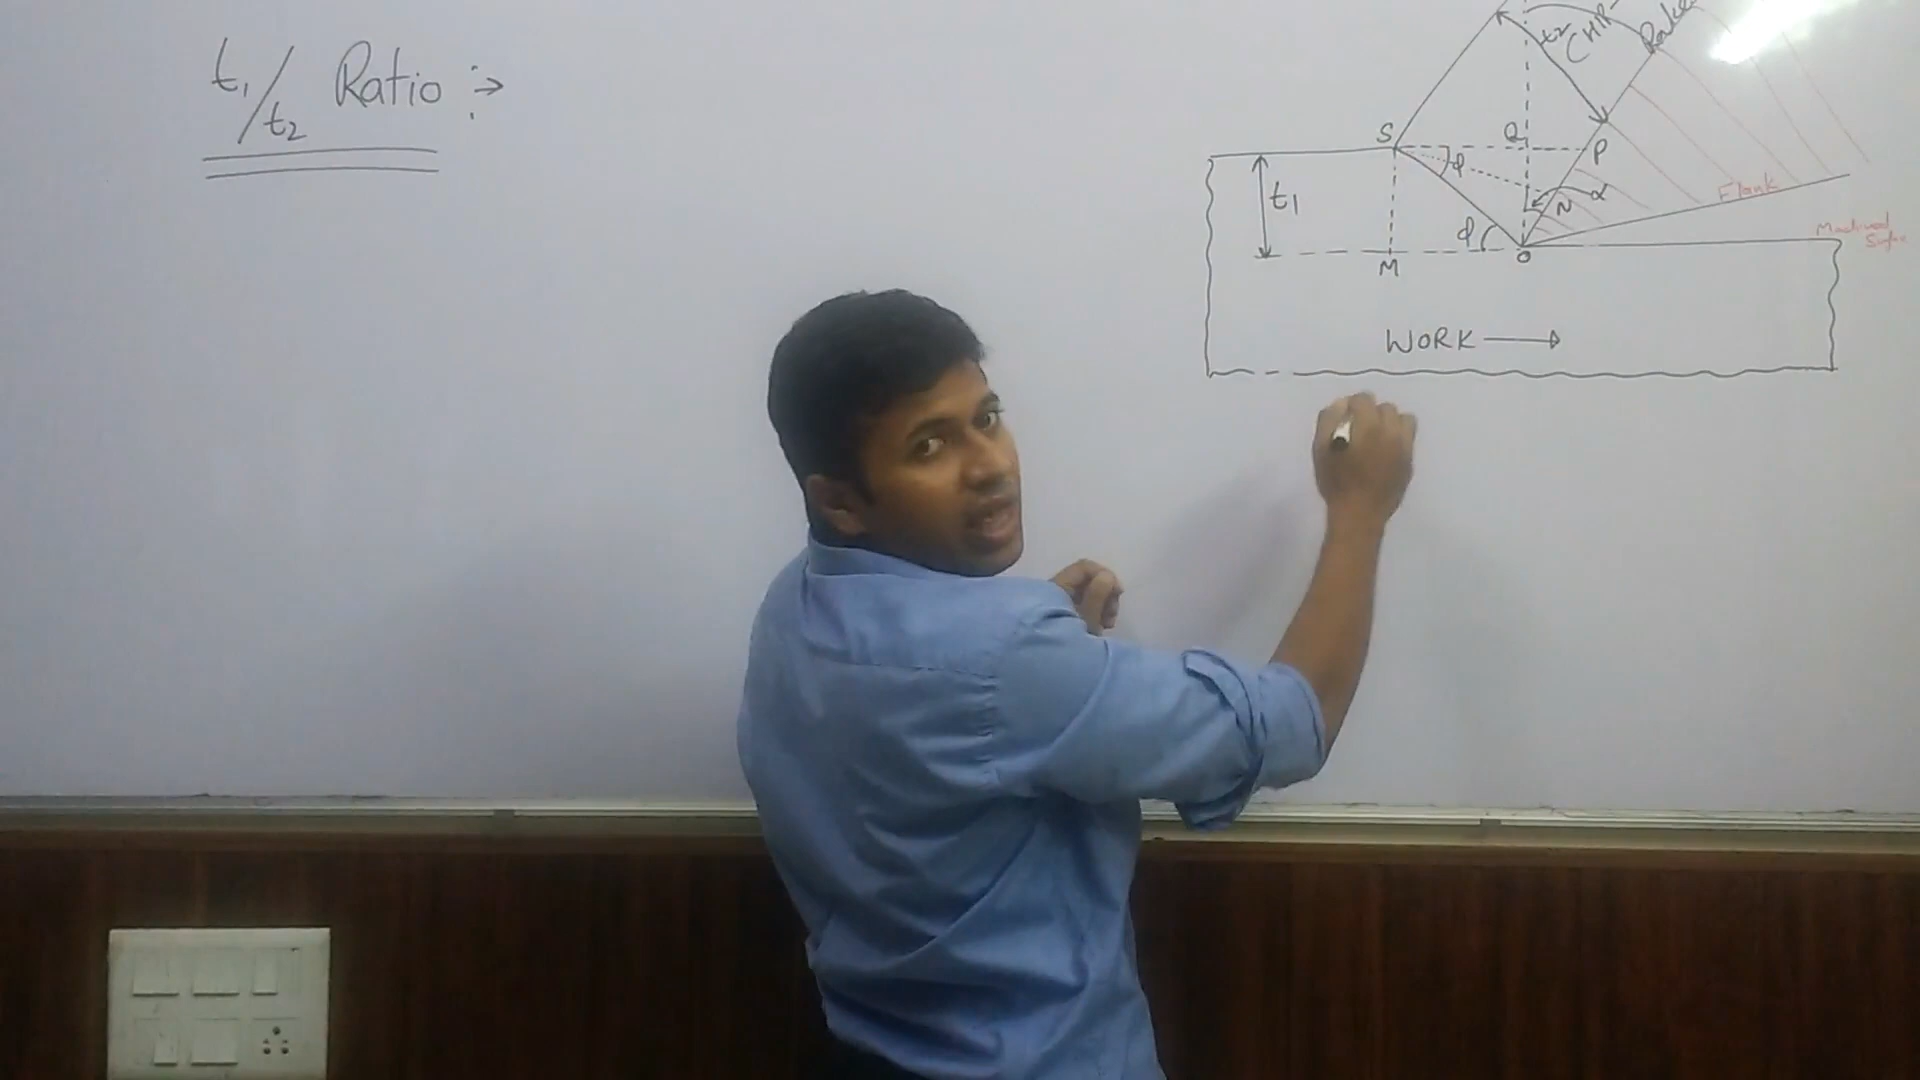 t₁/t₂ Ratio :→
t₂
CHIP
Rake
S
Q
P
ϕ
α
N
t₁
ϕ
M
O
Flank
Machined
WORK →